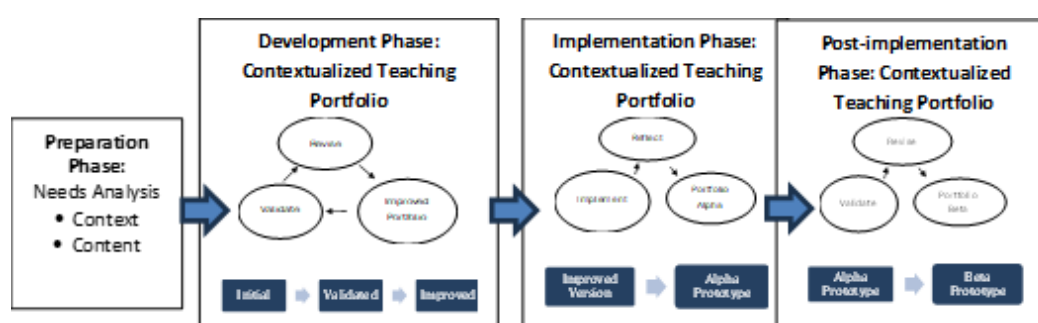 Preparation
Phase:
Needs Analysis
• Context
• Content
Development Phase:
Contextualized Teaching
Portfolio
Revise
Validate
Improved
Portfolio
Initial
Validated
Improved
Implementation Phase:
Contextualized Teaching
Portfolio
Reflect
Implement
Portfolio
Alpha
Improved
Version
Alpha
Prototype
Post-implementation
Phase: Contextualized
Teaching Portfolio
Revise
Validate
Portfolio
Beta
Alpha
Prototype
Beta
Prototype